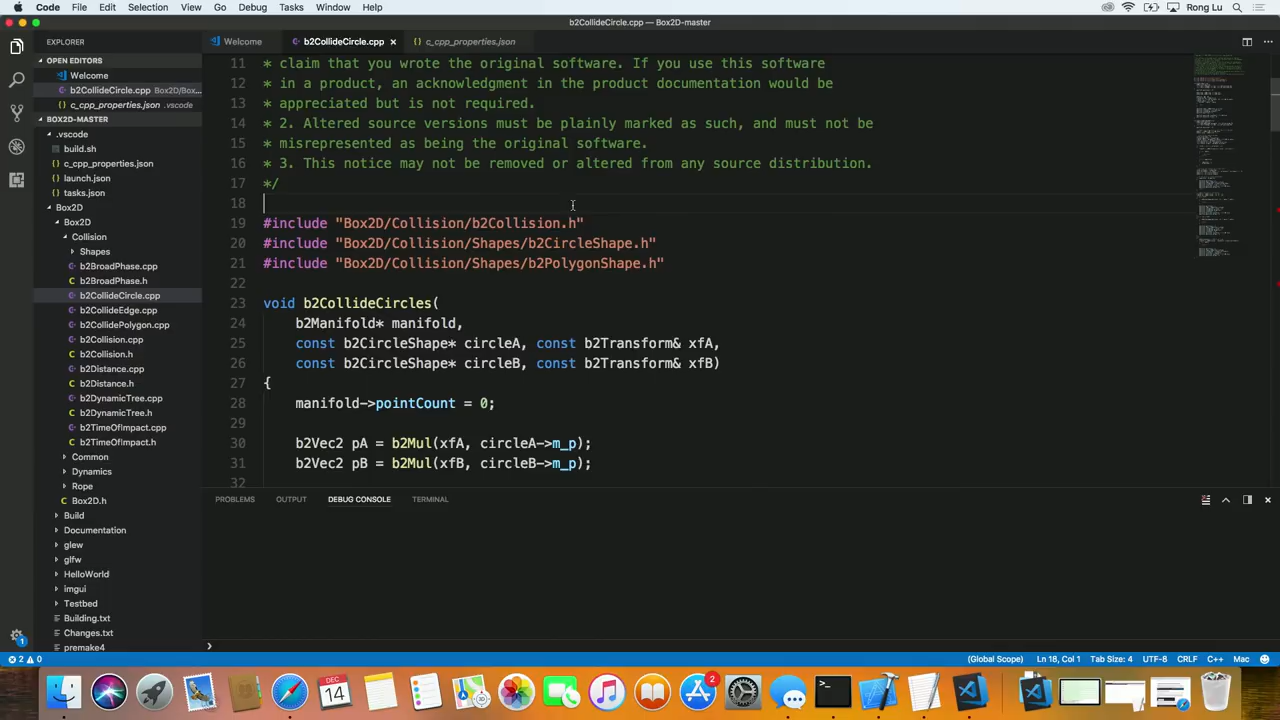 Code File Edit Selection View Go Debug Tasks Window Help
Rong Lu
b2CollideCircle.cpp — Box2D-master
EXPLORER
OPEN EDITORS
Welcome
b2CollideCircle.cpp Box2D/Box...
c_cpp_properties.json .vscode
BOX2D-MASTER
.vscode
build.sh
c_cpp_properties.json
launch.json
tasks.json
Box2D
Box2D
Collision
Shapes
b2BroadPhase.cpp
b2BroadPhase.h
b2CollideCircle.cpp
b2CollideEdge.cpp
b2CollidePolygon.cpp
b2Collision.cpp
b2Collision.h
b2Distance.cpp
b2Distance.h
b2DynamicTree.cpp
b2DynamicTree.h
b2TimeOfImpact.cpp
b2TimeOfImpact.h
Common
Dynamics
Rope
Box2D.h
Build
Documentation
glew
glfw
HelloWorld
imgui
Testbed
Building.txt
Changes.txt
premake4
Welcome b2CollideCircle.cpp c_cpp_properties.json
11 * claim that you wrote the original software. If you use this software
12 * in a product, an acknowledgment in the product documentation would be
13 * appreciated but is not required.
14 * 2. Altered source versions must be plainly marked as such, and must not be
15 * misrepresented as being the original software.
16 * 3. This notice may not be removed or altered from any source distribution.
17 */
18
19 #include "Box2D/Collision/b2Collision.h"
20 #include "Box2D/Collision/Shapes/b2CircleShape.h"
21 #include "Box2D/Collision/Shapes/b2PolygonShape.h"
22
23 void b2CollideCircles(
24 b2Manifold* manifold,
25 const b2CircleShape* circleA, const b2Transform& xfA,
26 const b2CircleShape* circleB, const b2Transform& xfB)
27 {
28 manifold->pointCount = 0;
29
30 b2Vec2 pA = b2Mul(xfA, circleA->m_p);
31 b2Vec2 pB = b2Mul(xfB, circleB->m_p);
32
PROBLEMS OUTPUT DEBUG CONSOLE TERMINAL
1
2 0 (Global Scope) Ln 18, Col 1 Tab Size: 4 UTF-8 CRLF C++ Mac
DEC
14
2